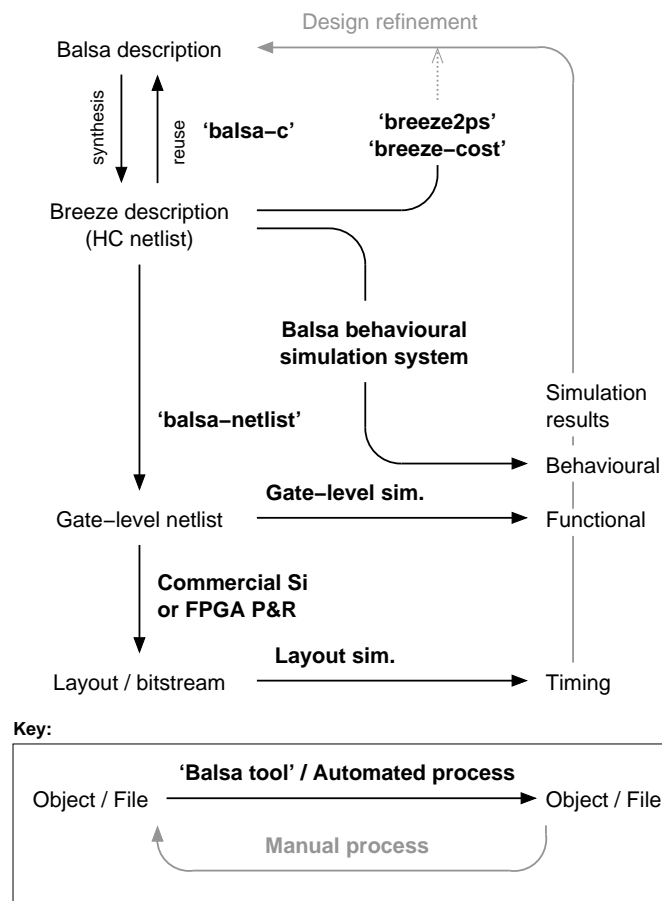 Design refinement
Balsa description
synthesis
reuse
‘balsa−c’
‘breeze2ps’
‘breeze−cost’
Breeze description
(HC netlist)
Balsa behavioural
simulation system
Simulation
results
‘balsa−netlist’
Behavioural
Gate−level sim.
Gate−level netlist
Functional
Commercial Si
or FPGA P&R
Layout sim.
Layout / bitstream
Timing
Key:
‘Balsa tool’ / Automated process
Object / File
Object / File
Manual process